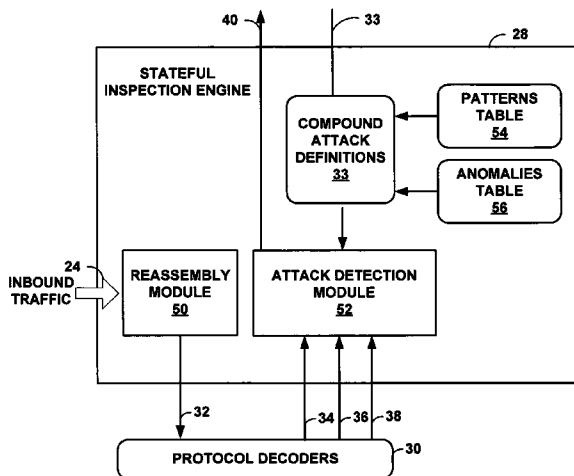 40
33
28
STATEFUL
INSPECTION ENGINE
COMPOUND
ATTACK
DEFINITIONS
33
PATTERNS
TABLE
54
ANOMALIES
TABLE
56
24
INBOUND
TRAFFIC
REASSEMBLY
MODULE
50
ATTACK DETECTION
MODULE
52
32
34
36
38
PROTOCOL DECODERS
30